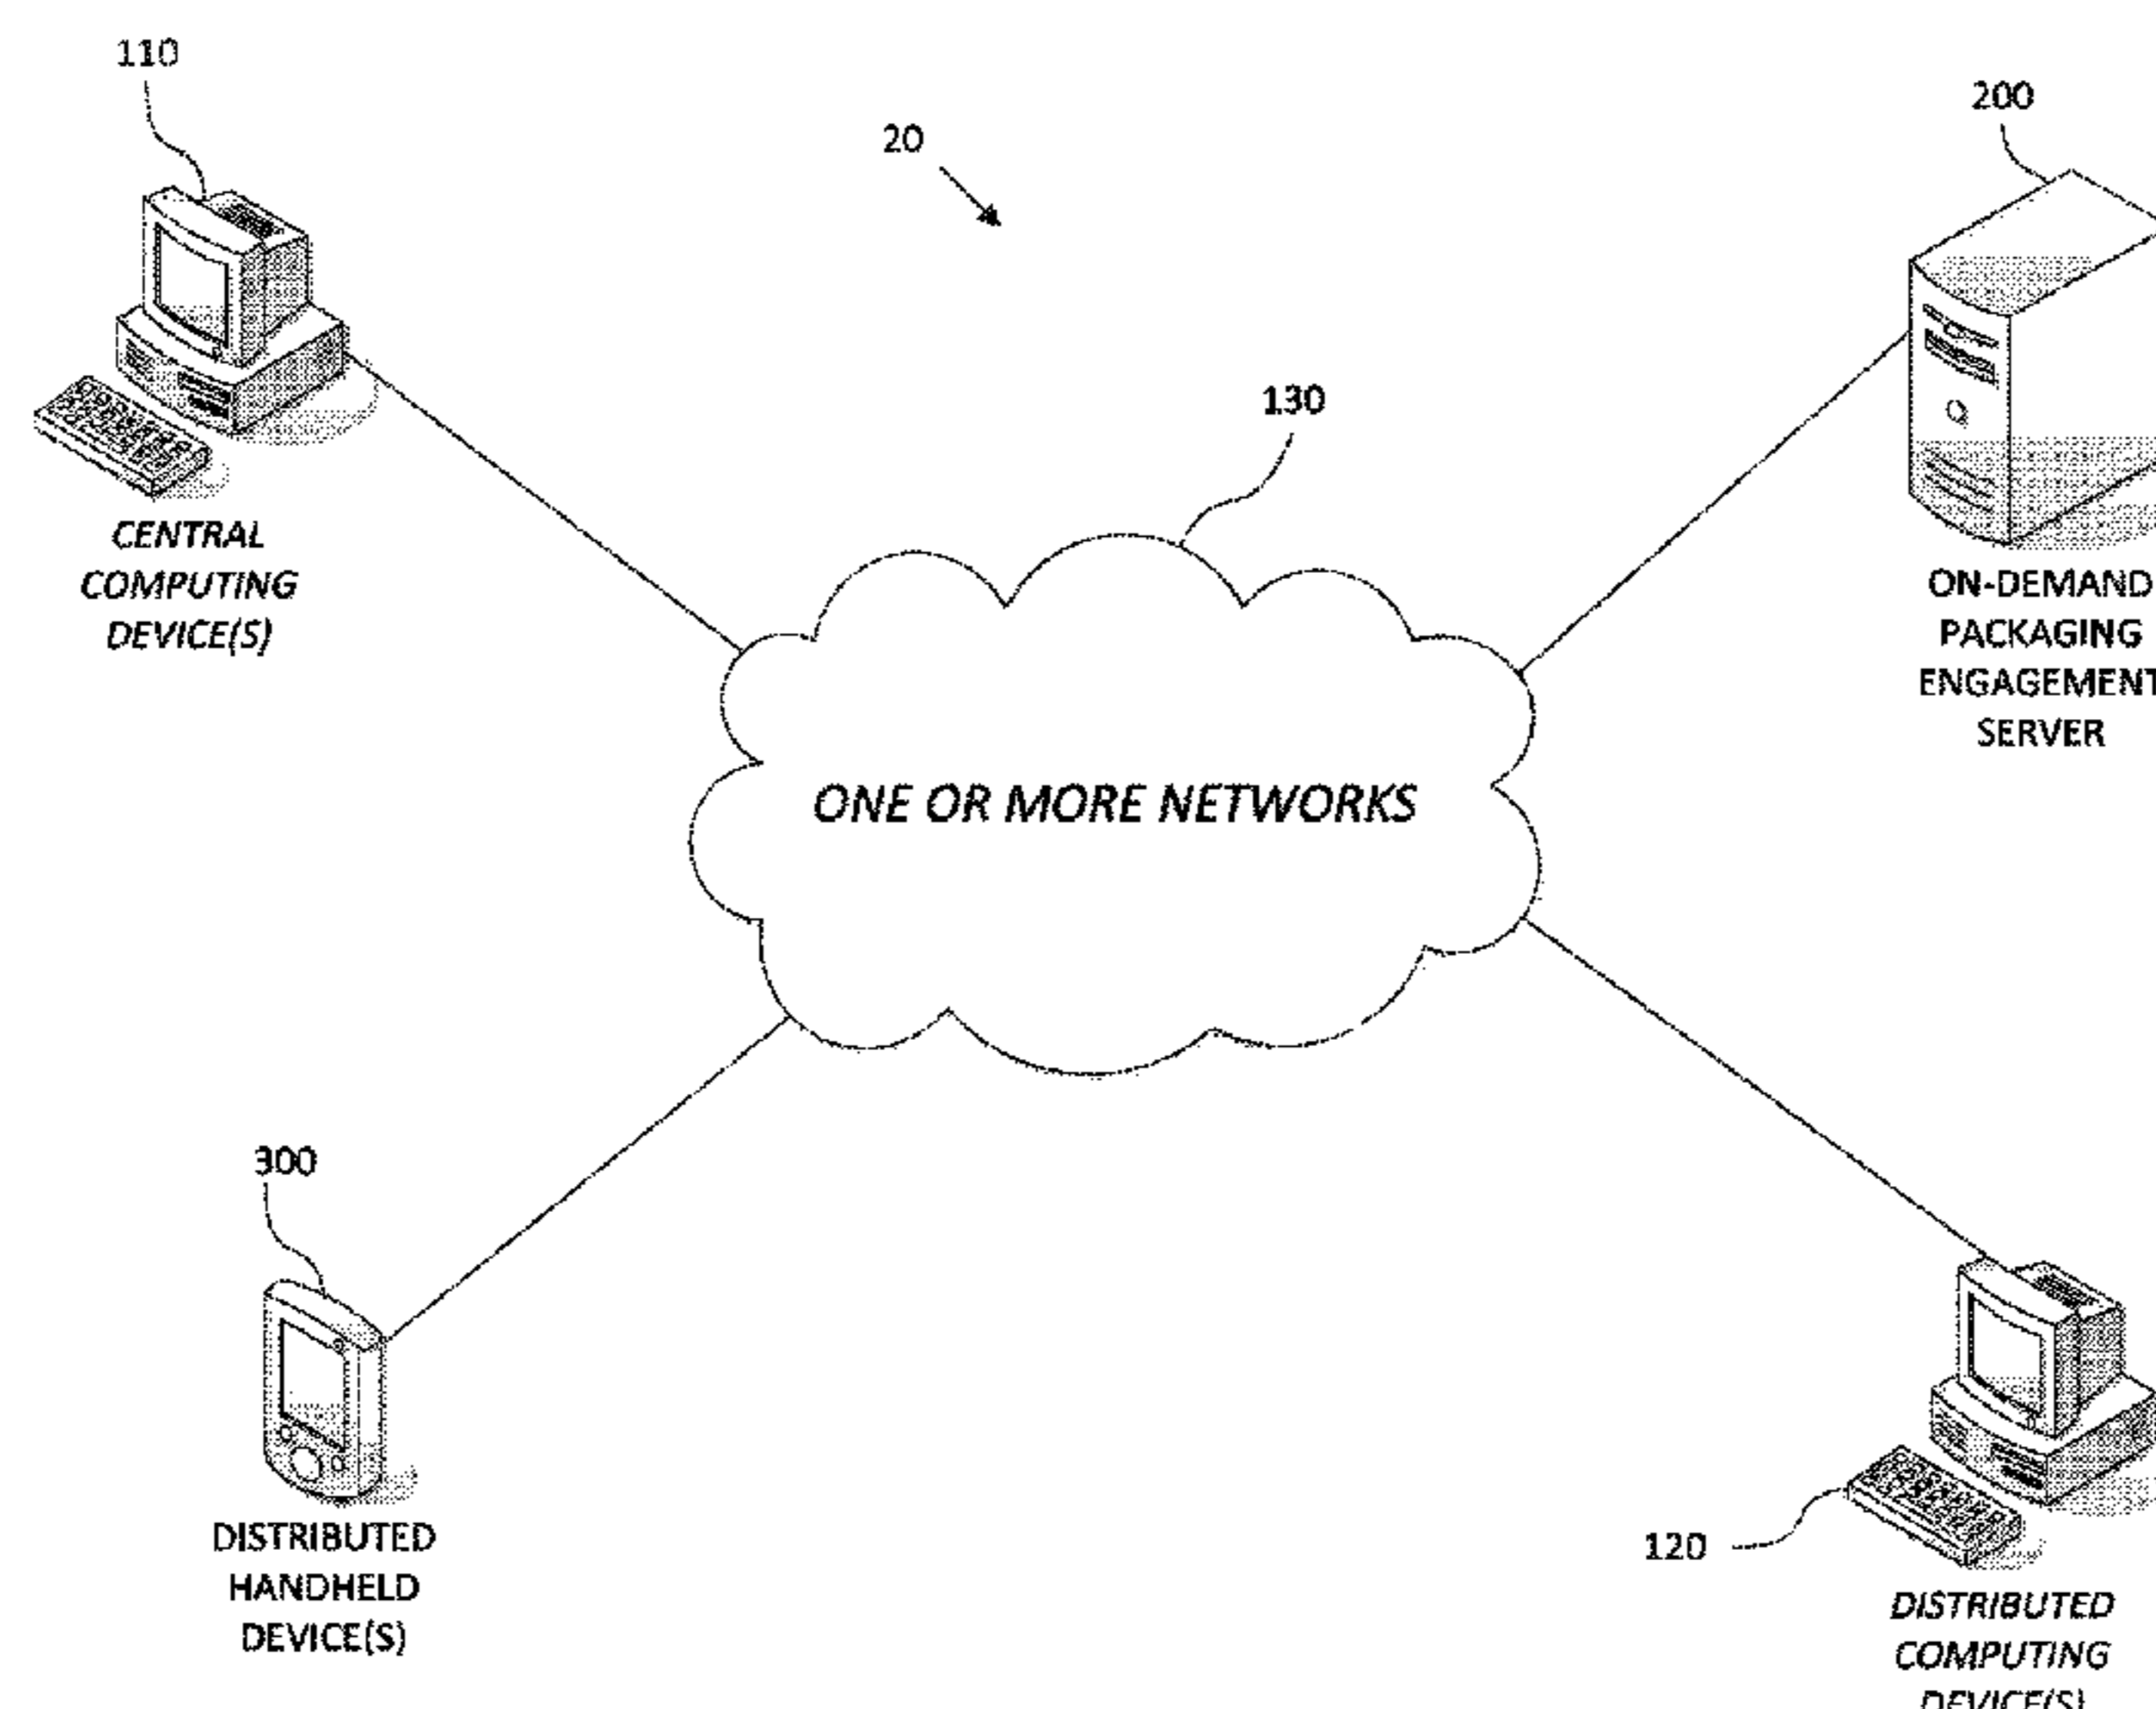 110
200
20
130
CENTRAL
COMPUTING
DEVICE(S)
ON-DEMAND
PACKAGING
ENGAGEMENT
SERVER
ONE OR MORE NETWORKS
300
DISTRIBUTED
HANDHELD
DEVICE(S)
120
DISTRIBUTED
COMPUTING
DEVICE(S)